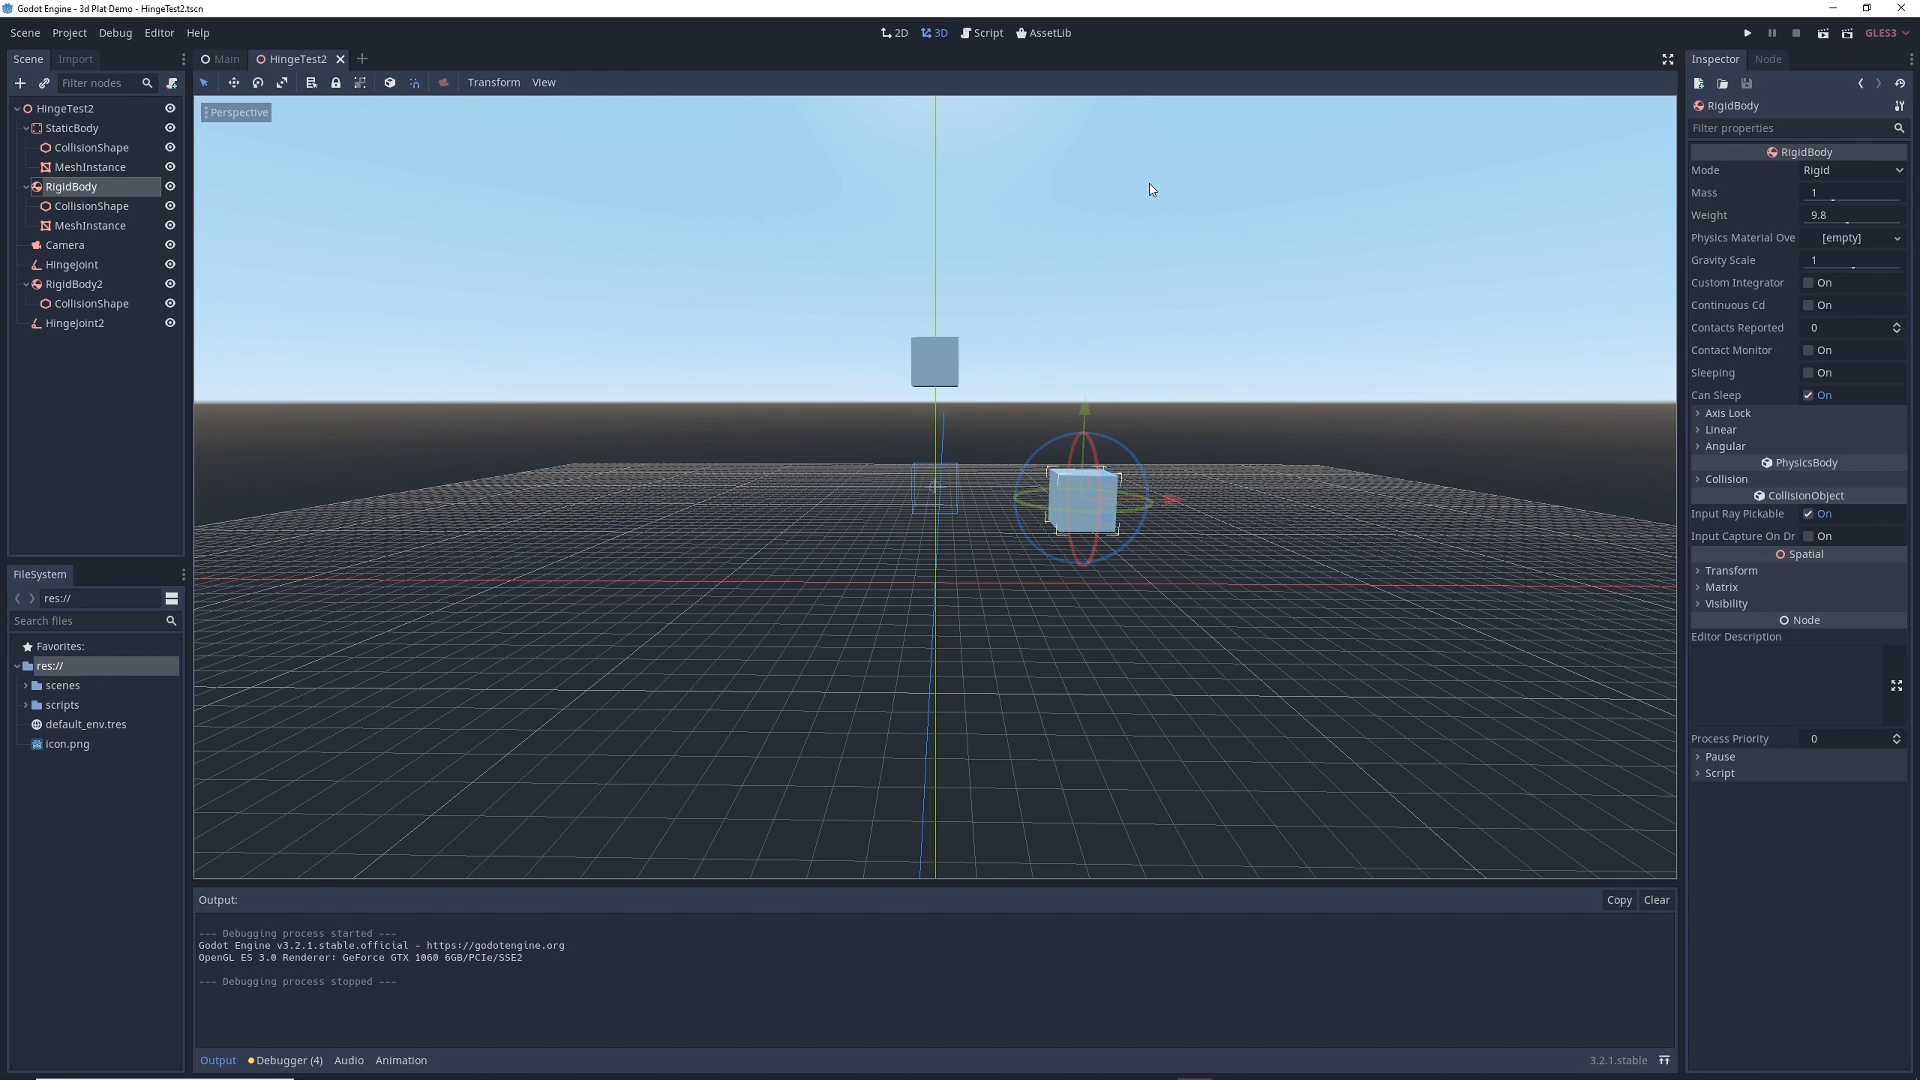 Godot Engine - 3d Plat Demo - HingeTest2.tscn
Scene Project Debug Editor Help
2D 3D Script AssetLib
GLES3
Scene Import
Main HingeTest2
Inspector Node
Filter nodes
Transform View
RigidBody
Perspective
HingeTest2
StaticBody
CollisionShape
MeshInstance
RigidBody
CollisionShape
MeshInstance
Camera
HingeJoint
RigidBody2
CollisionShape
HingeJoint2
Filter properties
RigidBody
Mode Rigid
Mass 1
Weight 9.8
Physics Material Ove [empty]
Gravity Scale 1
Custom Integrator On
Continuous Cd On
Contacts Reported 0
Contact Monitor On
Sleeping On
Can Sleep On
Axis Lock
Linear
Angular
PhysicsBody
Collision
CollisionObject
Input Ray Pickable On
Input Capture On Dr On
Spatial
Transform
Matrix
Visibility
Node
Editor Description
Process Priority 0
Pause
Script
FileSystem
res://
Search files
Favorites:
res://
scenes
scripts
default_env.tres
icon.png
Output:
Copy Clear
--- Debugging process started ---
Godot Engine v3.2.1.stable.official - https://godotengine.org
OpenGL ES 3.0 Renderer: GeForce GTX 1060 6GB/PCIe/SSE2
--- Debugging process stopped ---
Output Debugger (4) Audio Animation
3.2.1.stable